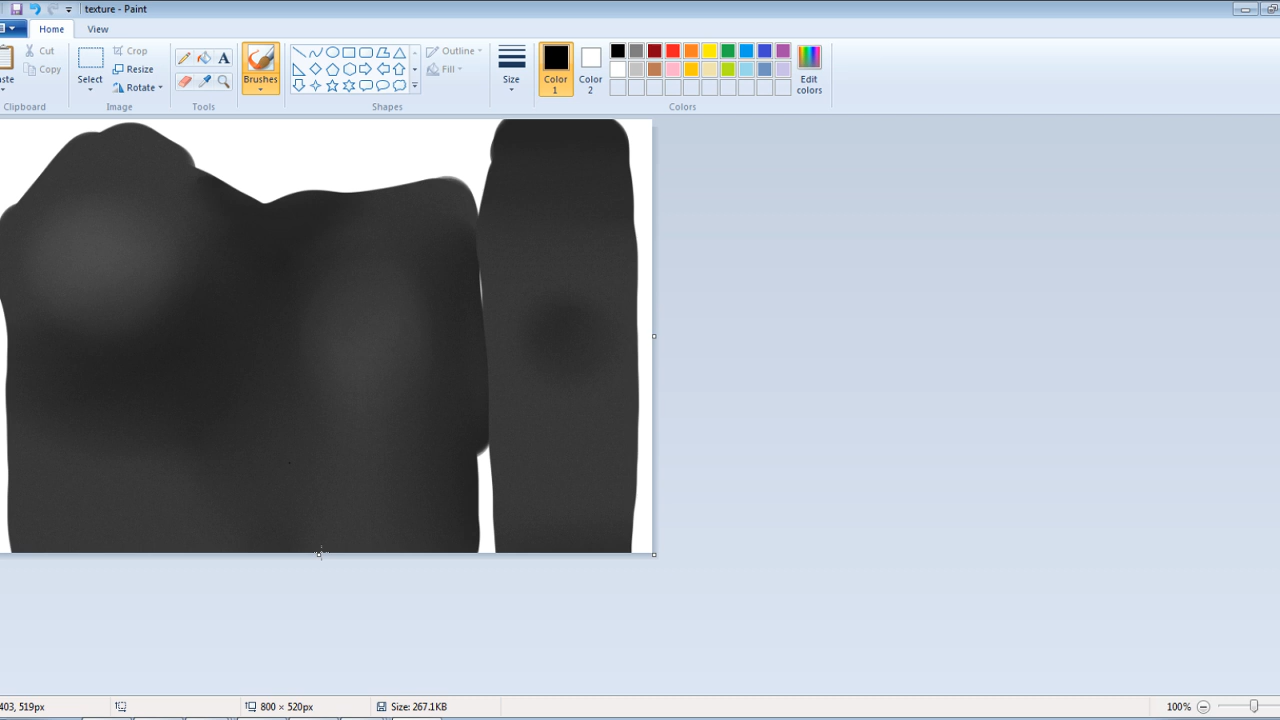 texture - Paint
Home View
Cut
Copy
Select
Crop
Resize
Rotate
Brushes
Outline
Fill
Size
Color 1
Color 2
Edit colors
Clipboard Image Tools Shapes Colors
403, 519px 800 × 520px Size: 267.1KB 100%